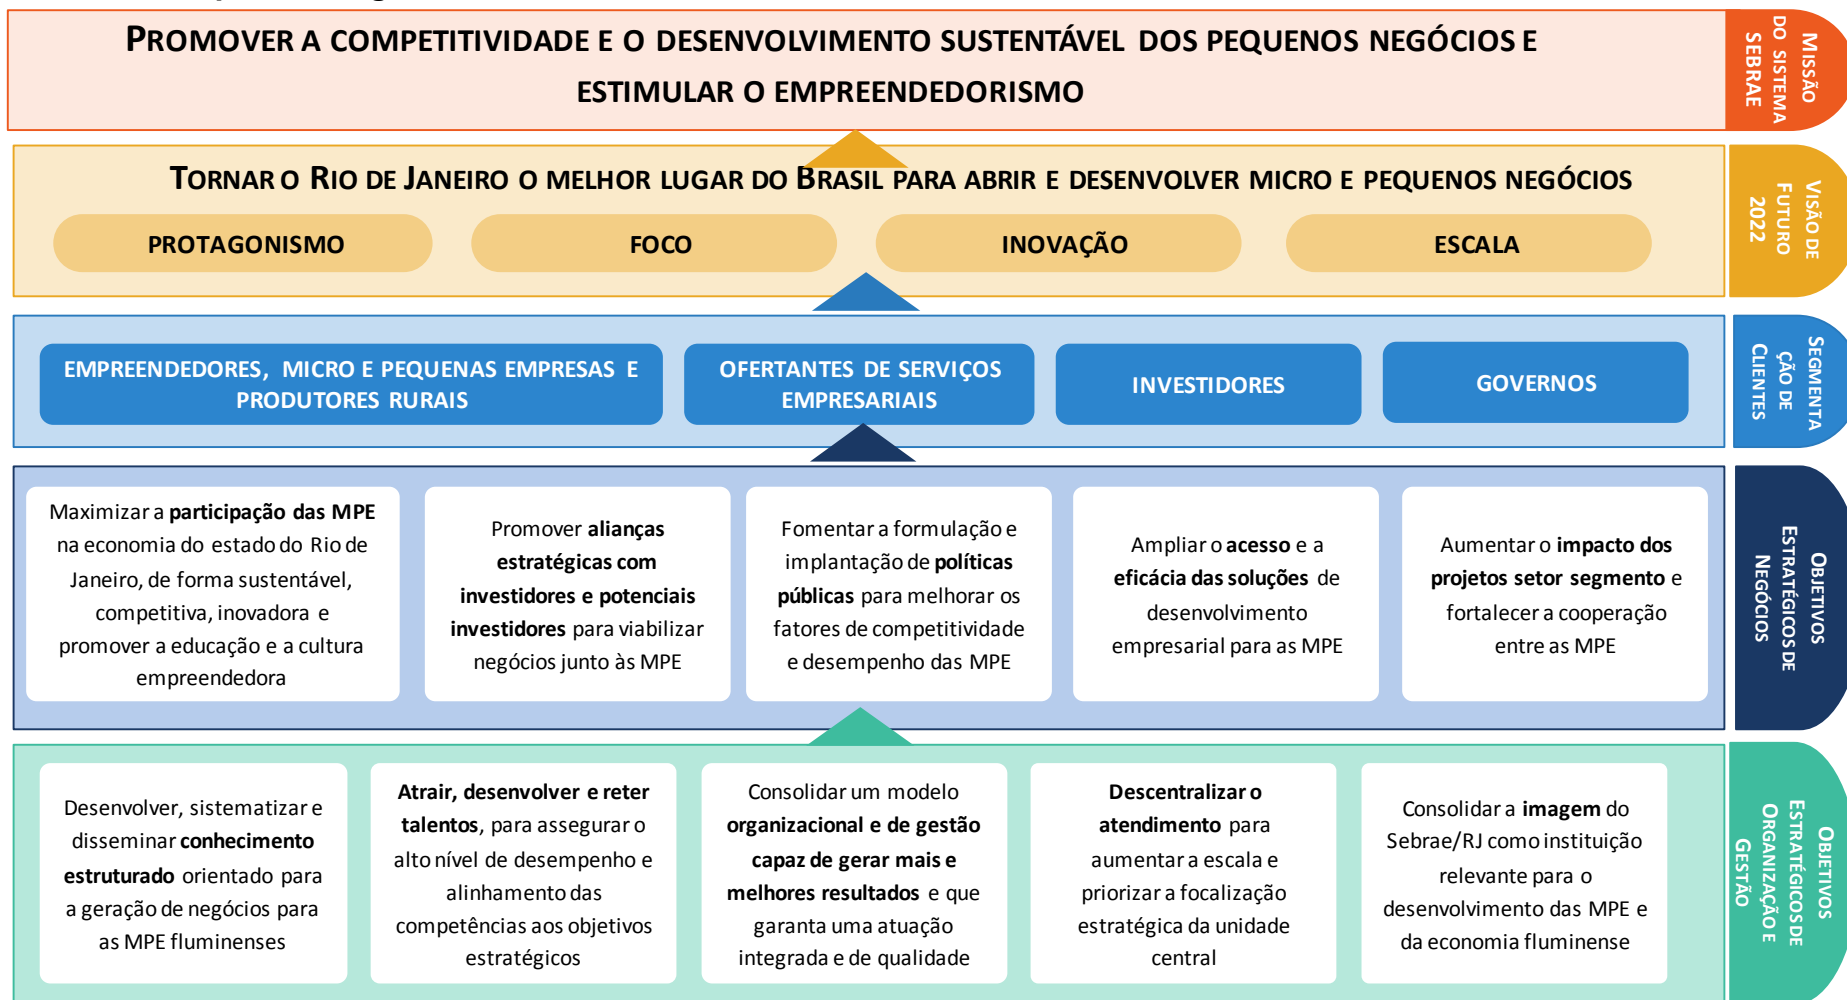 PROMOVER A COMPETITIVIDADE E O DESENVOLVIMENTO SUSTENTÁVEL DOS PEQUENOS NEGÓCIOS E
ESTIMULAR O EMPREENDEDORISMO
MISSÃO
DO SISTEMA
SEBRAE
TORNAR O RIO DE JANEIRO O MELHOR LUGAR DO BRASIL PARA ABRIR E DESENVOLVER MICRO E PEQUENOS NEGÓCIOS
PROTAGONISMO
FOCO
INOVAÇÃO
ESCALA
VISÃO DE
FUTURO
2022
EMPREENDEDORES, MICRO E PEQUENAS EMPRESAS E
PRODUTORES RURAIS
OFERTANTES DE SERVIÇOS
EMPRESARIAIS
INVESTIDORES
GOVERNOS
SEGMENTA
ÇÃO DE
CLIENTES
Maximizar a participação das MPE
na economia do estado do Rio de
Janeiro, de forma sustentável,
competitiva, inovadora e
promover a educação e a cultura
empreendedora
Promover alianças
estratégicas com
investidores e potenciais
investidores para viabilizar
negócios junto às MPE
Fomentar a formulação e
implantação de políticas
públicas para melhorar os
fatores de competitividade
e desempenho das MPE
Ampliar o acesso e a
eficácia das soluções de
desenvolvimento
empresarial para as MPE
Aumentar o impacto dos
projetos setor segmento e
fortalecer a cooperação
entre as MPE
OBJETIVOS
ESTRATÉGICOS DE
NEGÓCIOS
Desenvolver, sistematizar e
disseminar conhecimento
estruturado orientado para
a geração de negócios para
as MPE fluminenses
Atrair, desenvolver e reter
talentos, para assegurar o
alto nível de desempenho e
alinhamento das
competências aos objetivos
estratégicos
Consolidar um modelo
organizacional e de gestão
capaz de gerar mais e
melhores resultados e que
garanta uma atuação
integrada e de qualidade
Descentralizar o
atendimento para
aumentar a escala e
priorizar a focalização
estratégica da unidade
central
Consolidar a imagem do
Sebrae/RJ como instituição
relevante para o
desenvolvimento das MPE e
da economia fluminense
OBJETIVOS
ESTRATÉGICOS DE
ORGANIZAÇÃO E
GESTÃO